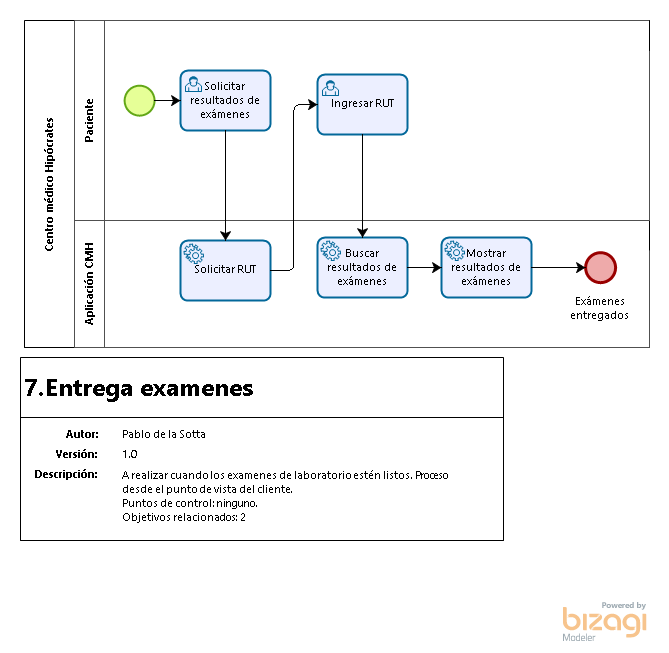 Centro médico Hipócrates
Paciente
Solicitar
resultados de
exámenes
Ingresar RUT
Aplicación CMH
Solicitar RUT
Buscar
resultados de
exámenes
Mostrar
resultados de
exámenes
Exámenes
entregados
7.Entrega examenes
Autor: Pablo de la Sotta
Versión: 1.0
Descripción: A realizar cuando los examenes de laboratorio estén listos. Proceso
desde el punto de vista del cliente.
Puntos de control: ninguno.
Objetivos relacionados: 2
Powered by
bizagi
Modeler